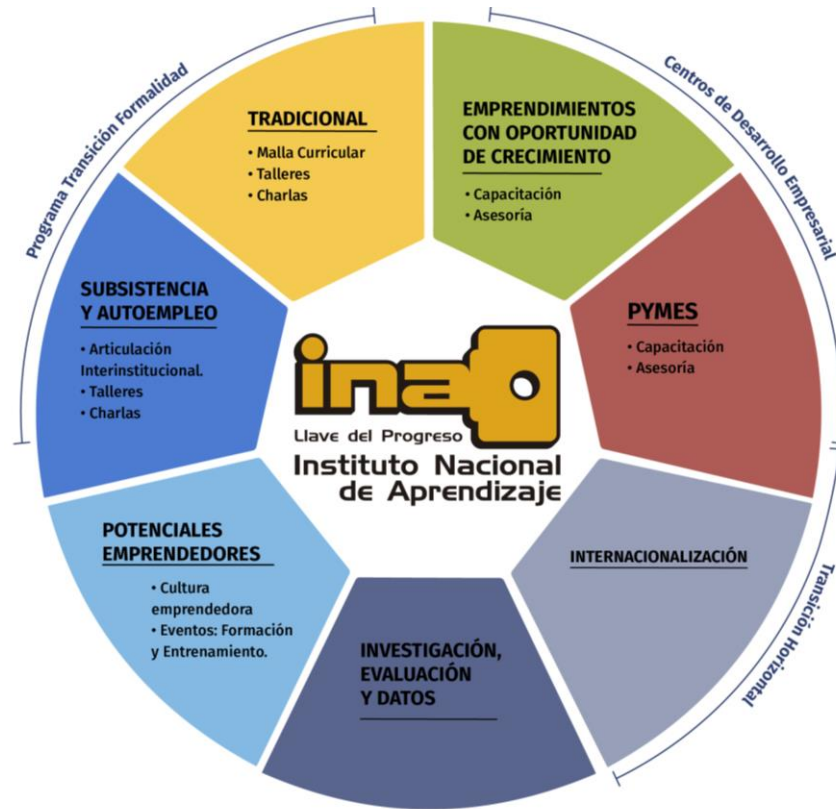 Programa Transición Formalidad
Centros de Desarrollo Empresarial
TRADICIONAL
• Malla Curricular
• Talleres
• Charlas
EMPRENDIMIENTOS
CON OPORTUNIDAD
DE CRECIMIENTO
• Capacitación
• Asesoría
SUBSISTENCIA
Y AUTOEMPLEO
• Articulación
Interinstitucional.
• Talleres
• Charlas
PYMES
• Capacitación
• Asesoría
ina
Llave del Progreso
Instituto Nacional
de Aprendizaje
POTENCIALES
EMPRENDEDORES
• Cultura
emprendedora
• Eventos: Formación
y Entrenamiento.
INTERNACIONALIZACIÓN
Transición Horizontal
INVESTIGACIÓN,
EVALUACIÓN
Y DATOS